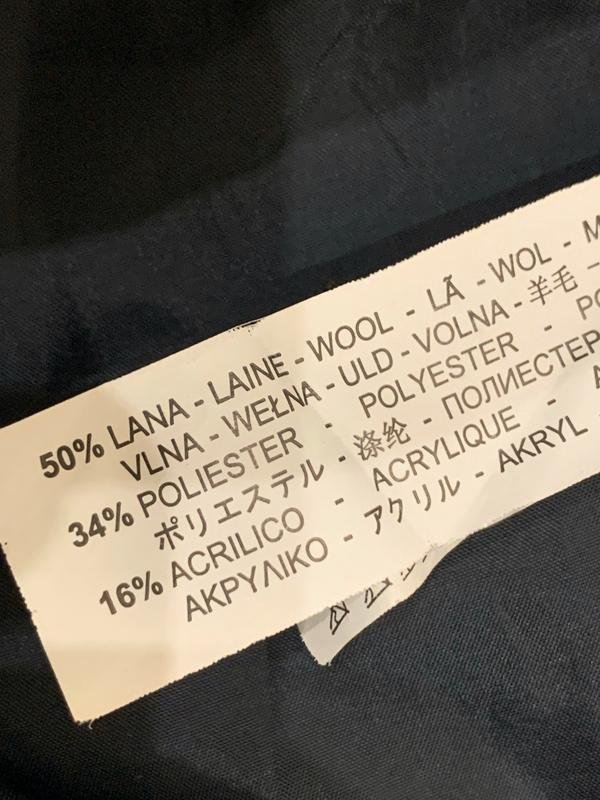 50% LANA - LAINE - WOOL - LÃ - WOL -
VLNA - WEŁNA - ULD - VOLNA - 羊毛 -
34% POLIESTER - POLYESTER -
ポリエステル - 涤纶 - ПОЛИЕСТЕР
16% ACRILICO - ACRYLIQUE -
ΑΚΡΥΛΙΚΟ - アクリル - AKRYL -